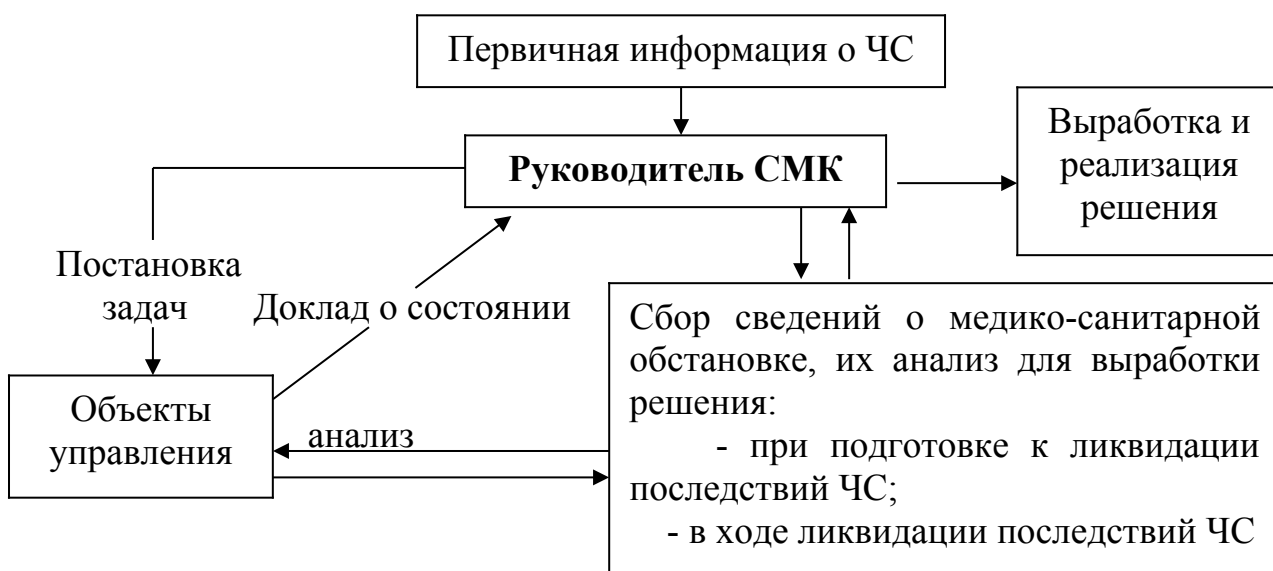 Первичная информация о ЧС
Руководитель СМК
Выработка и
реализация
решения
Постановка
задач
Доклад о состоянии
Объекты
управления
анализ
Сбор сведений о медико-санитарной
обстановке, их анализ для выработки
решения:
- при подготовке к ликвидации
последствий ЧС;
- в ходе ликвидации последствий ЧС